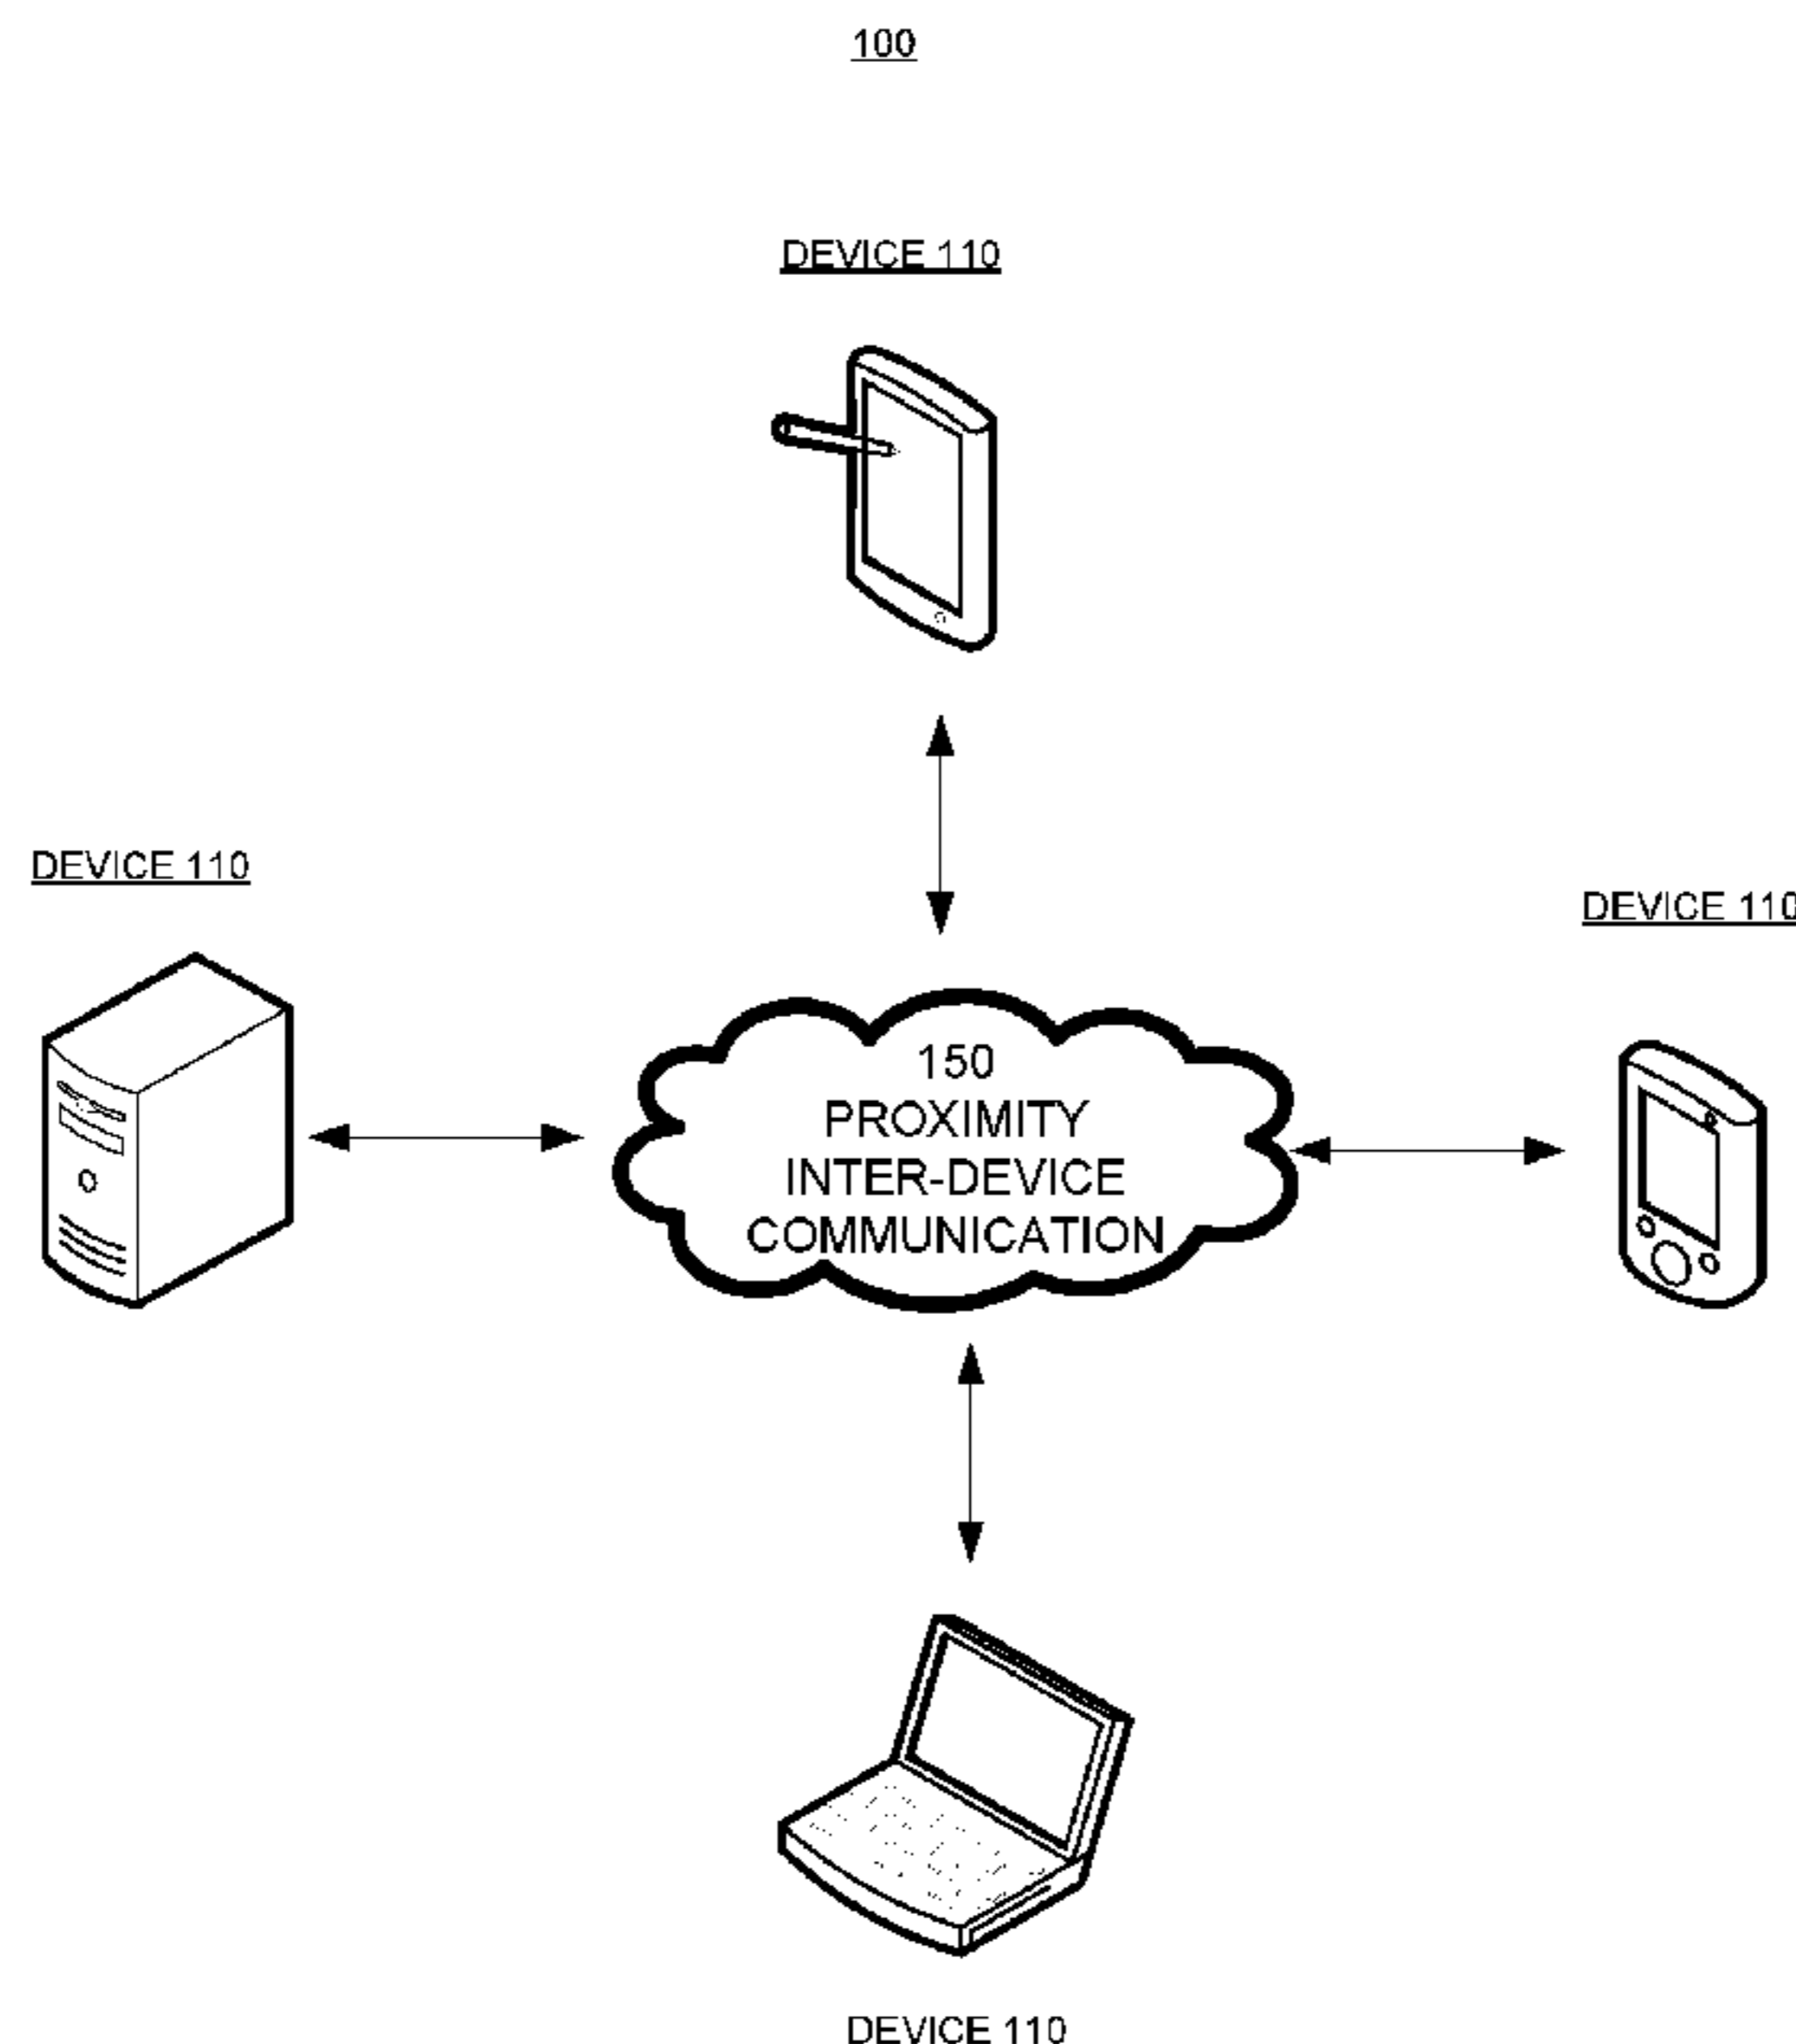 100
DEVICE 110
DEVICE 110
DEVICE 110
150
PROXIMITY
INTER-DEVICE
COMMUNICATION
DEVICE 110